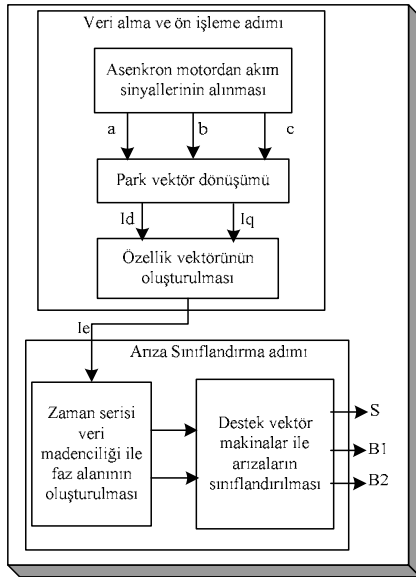 Veri alma ve ön işleme adımı
Asenkron motordan akım
sinyallerinin alınması
a
b
c
Park vektör dönüşümü
Id
Iq
Özellik vektörünün
oluşturulması
Ie
Arıza Sınıflandırma adımı
Zaman serisi
veri
madenciliği ile
faz alanının
oluşturulması
Destek vektör
makinalar ile
arızaların
sınıflandırılması
S
B1
B2